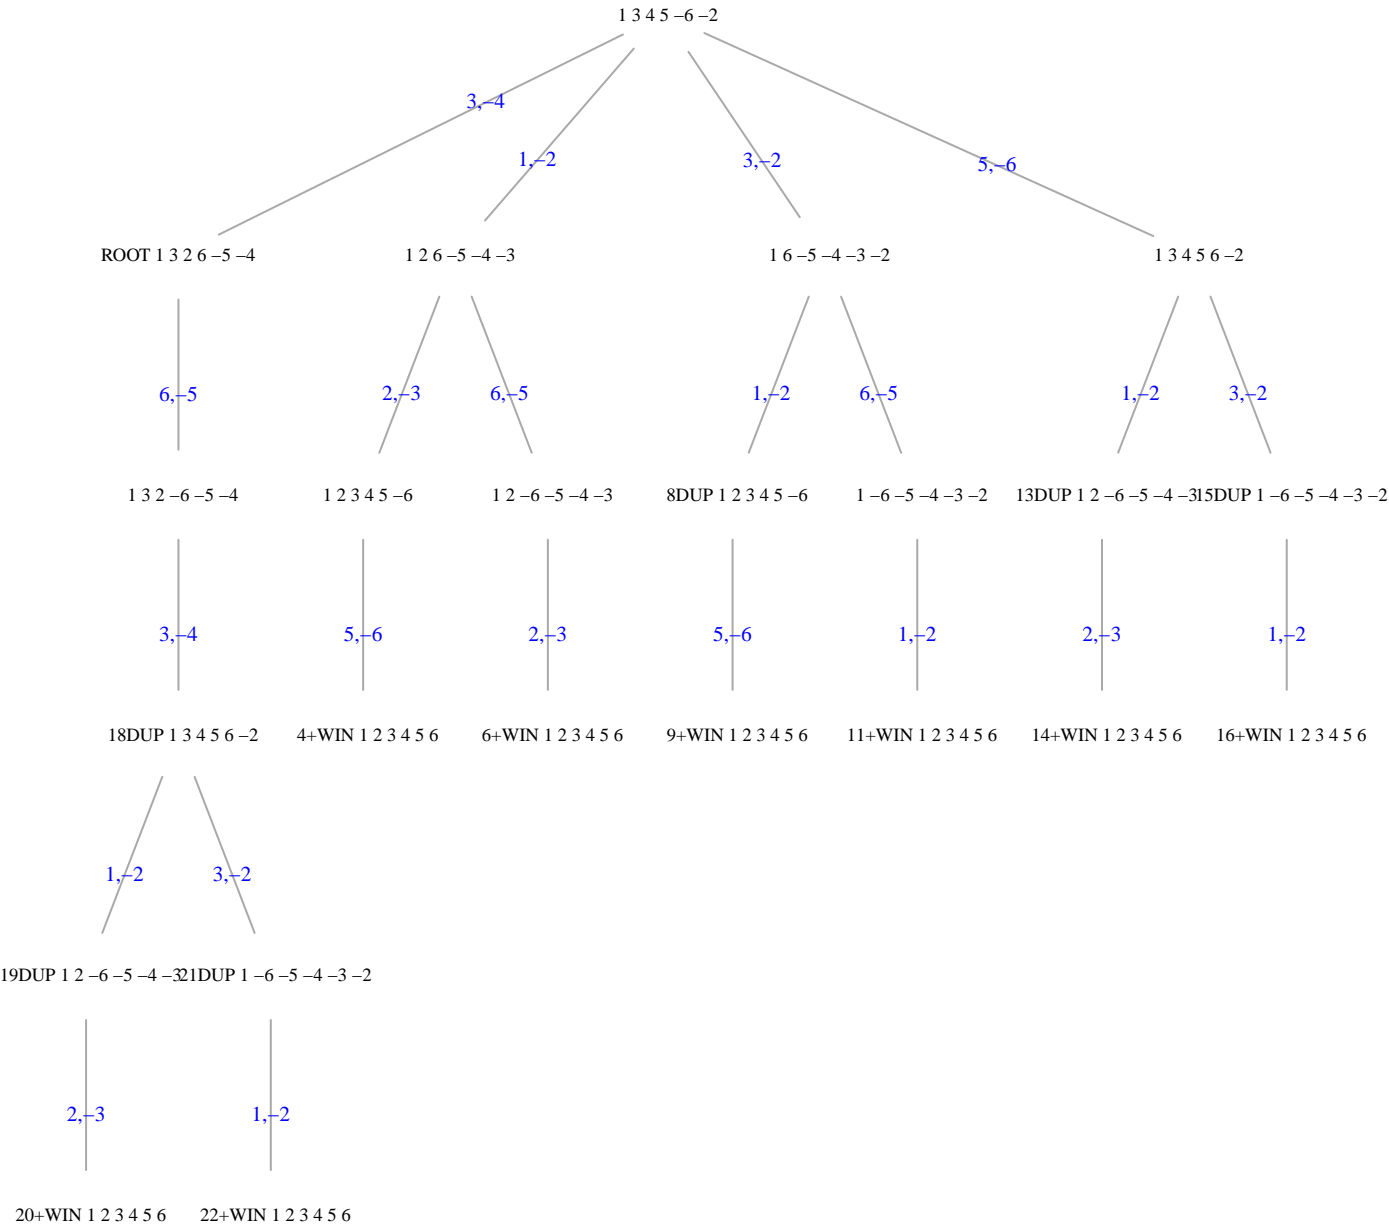 1 3 4 5 –6 –2
3,–4
1,–2
3,–2
5,–6
ROOT 1 3 2 6 –5 –4
1 2 6 –5 –4 –3
1 6 –5 –4 –3 –2
1 3 4 5 6 –2
6,–5
2,–3
6,–5
1,–2
6,–5
1,–2
3,–2
1 3 2 –6 –5 –4
1 2 3 4 5 –6
1 2 –6 –5 –4 –3
8DUP 1 2 3 4 5 –6
1 –6 –5 –4 –3 –2
13DUP 1 2 –6 –5 –4 –3
15DUP 1 –6 –5 –4 –3 –2
3,–4
5,–6
2,–3
5,–6
1,–2
2,–3
1,–2
18DUP 1 3 4 5 6 –2
4+WIN 1 2 3 4 5 6
6+WIN 1 2 3 4 5 6
9+WIN 1 2 3 4 5 6
11+WIN 1 2 3 4 5 6
14+WIN 1 2 3 4 5 6
16+WIN 1 2 3 4 5 6
1,–2
3,–2
19DUP 1 2 –6 –5 –4 –3
21DUP 1 –6 –5 –4 –3 –2
2,–3
1,–2
20+WIN 1 2 3 4 5 6
22+WIN 1 2 3 4 5 6